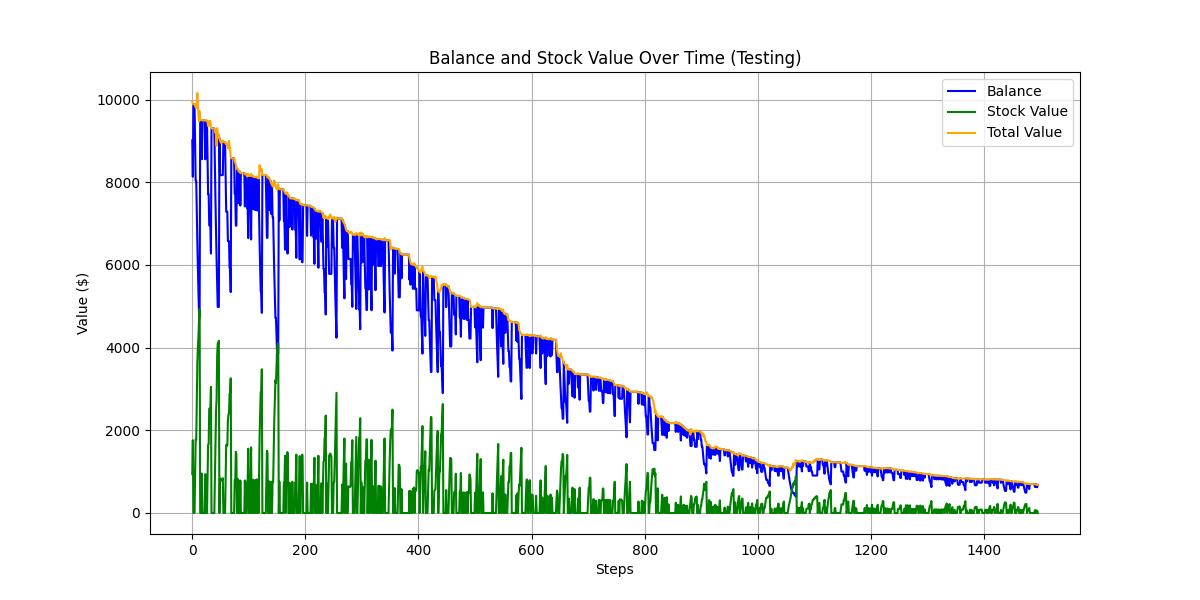 Balance and Stock Value Over Time (Testing)
Balance
Stock Value
Total Value
10000
8000
6000
4000
2000
0
Value ($)
0 200 400 600 800 1000 1200 1400
Steps